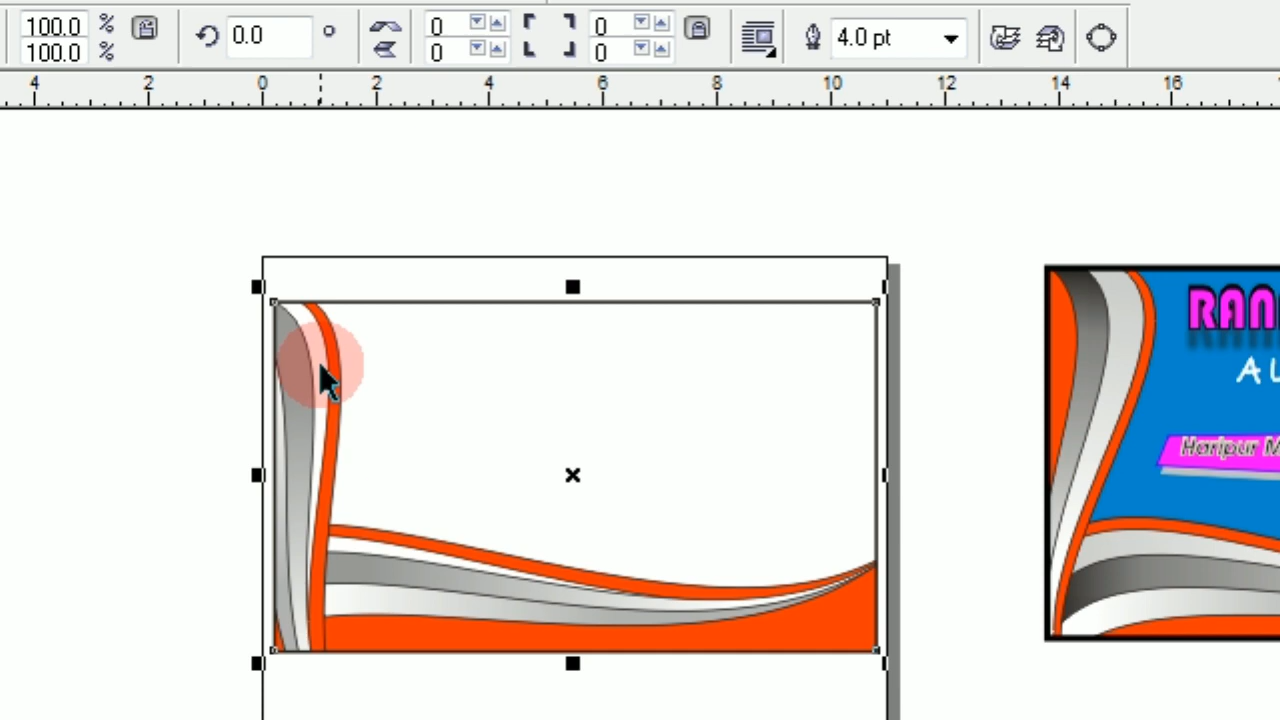 100.0 % 0.0 ° 0 0 4.0 pt
100.0 % 0 0
4 2 0 2 4 6 8 10 12 14 16
RAN
A
Haripur M